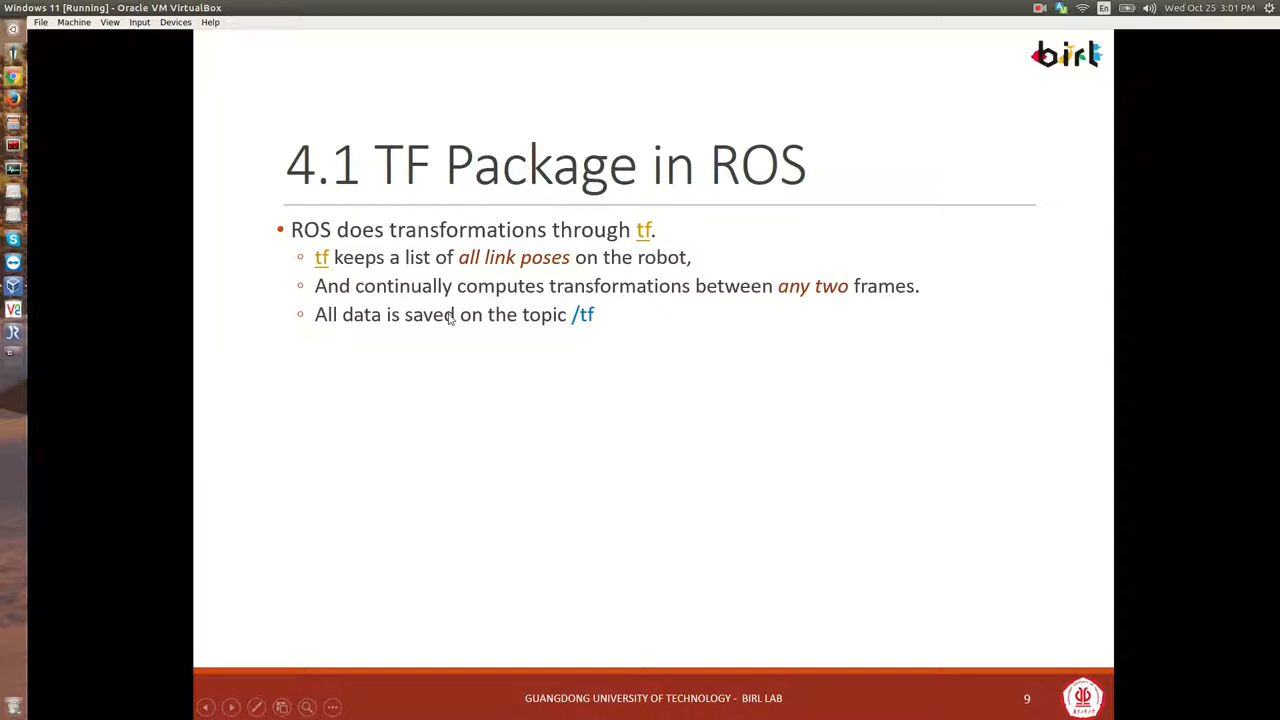 Windows 11 [Running] - Oracle VM VirtualBox
En
Wed Oct 25 3:01 PM
File Machine View Input Devices Help
birl
4.1 TF Package in ROS
• ROS does transformations through tf.
◦ tf keeps a list of all link poses on the robot,
◦ And continually computes transformations between any two frames.
◦ All data is saved on the topic /tf
GUANGDONG UNIVERSITY OF TECHNOLOGY - BIRL LAB
9